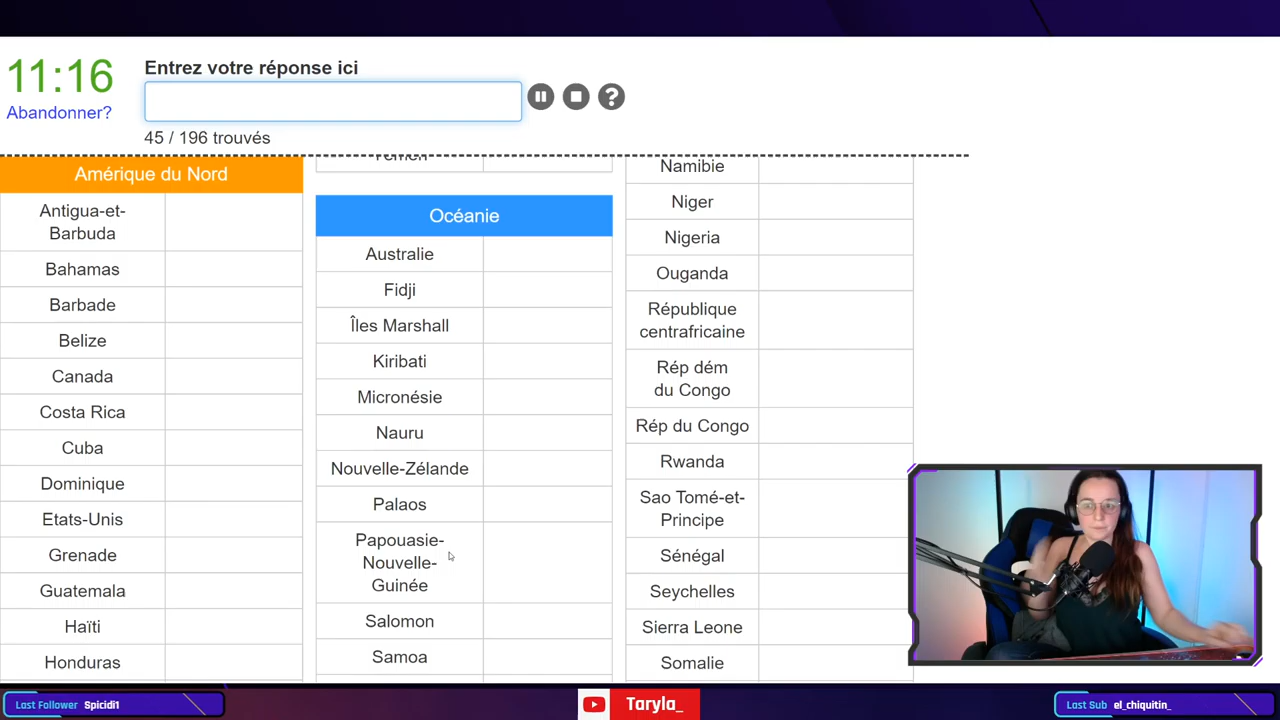 11:16
Abandonner?
Entrez votre réponse ici
45 / 196 trouvés
Amérique du Nord
Antigua-et-
Barbuda
Bahamas
Barbade
Belize
Canada
Costa Rica
Cuba
Dominique
Etats-Unis
Grenade
Guatemala
Haïti
Honduras
Yemen
Océanie
Australie
Fidji
Îles Marshall
Kiribati
Micronésie
Nauru
Nouvelle-Zélande
Palaos
Papouasie-
Nouvelle-
Guinée
Salomon
Samoa
Namibie
Niger
Nigeria
Ouganda
République
centrafricaine
Rép dém
du Congo
Rép du Congo
Rwanda
Sao Tomé-et-
Principe
Sénégal
Seychelles
Sierra Leone
Somalie
Last Follower Spicidi1
Taryla_
Last Sub el_chiquitin_